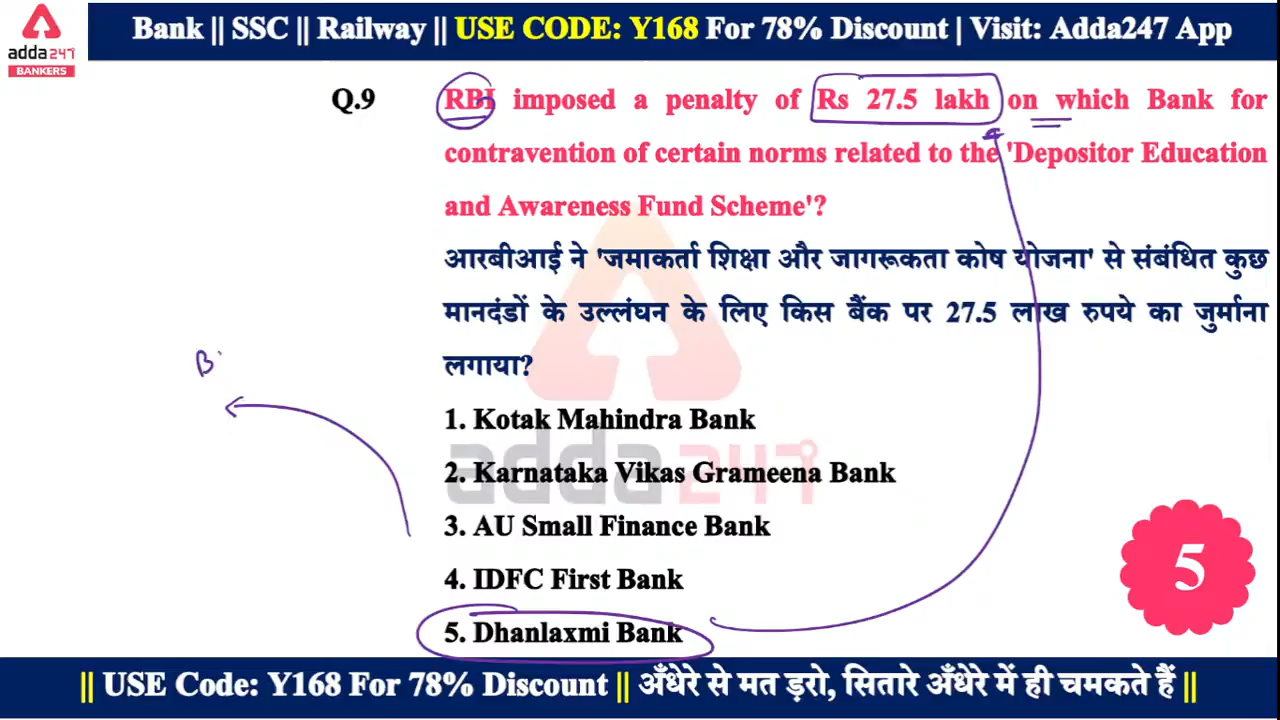 Bank || SSC || Railway || USE CODE: Y168 For 78% Discount | Visit: Adda247 App
adda247
BANKERS
Q.9 RBI imposed a penalty of Rs 27.5 lakh on which Bank for
contravention of certain norms related to the 'Depositor Education
and Awareness Fund Scheme'?
आरबीआई ने 'जमाकर्ता शिक्षा और जागरूकता कोष योजना' से संबंधित कुछ
मानदंडों के उल्लंघन के लिए किस बैंक पर 27.5 लाख रुपये का जुर्माना
लगाया?
B
1. Kotak Mahindra Bank
adda247
2. Karnataka Vikas Grameena Bank
3. AU Small Finance Bank
4. IDFC First Bank
5
5. Dhanlaxmi Bank
|| USE Code: Y168 For 78% Discount || अँधेरे से मत ड़रो, सितारे अँधेरे में ही चमकते हैं ||